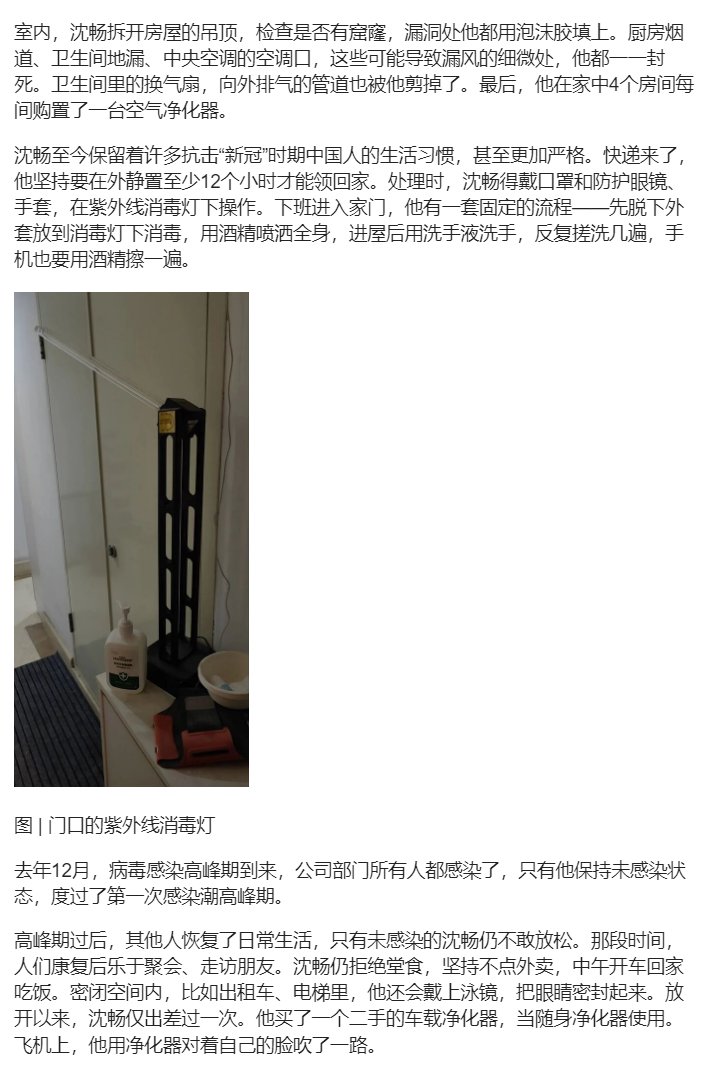 室内，沈畅拆开房屋的吊顶，检查是否有窟窿，漏洞处他都用泡沫胶填上。厨房烟
道、卫生间地漏、中央空调的空调口，这些可能导致漏风的细微处，他都一一封
死。卫生间里的换气扇，向外排气的管道也被他剪掉了。最后，他在家中4个房间每
间购置了一台空气净化器。
沈畅至今保留着许多抗击“新冠”时期中国人的生活习惯，甚至更加严格。快递来了，
他坚持要在外静置至少12个小时才能领回家。处理时，沈畅得戴口罩和防护眼镜、
手套，在紫外线消毒灯下操作。下班进入家门，他有一套固定的流程——先脱下外
套放到消毒灯下消毒，用酒精喷洒全身，进屋后用洗手液洗手，反复搓洗几遍，手
机也要用酒精擦一遍。
图 | 门口的紫外线消毒灯
去年12月，病毒感染高峰期到来，公司部门所有人都感染了，只有他保持未感染状
态，度过了第一次感染潮高峰期。
高峰期过后，其他人恢复了日常生活，只有未感染的沈畅仍不敢放松。那段时间，
人们康复后乐于聚会、走访朋友。沈畅仍拒绝堂食，坚持不点外卖，中午开车回家
吃饭。密闭空间内，比如出租车、电梯里，他还会戴上泳镜，把眼睛密封起来。放
开以来，沈畅仅出差过一次。他买了一个二手的车载净化器，当随身净化器使用。
飞机上，他用净化器对着自己的脸吹了一路。